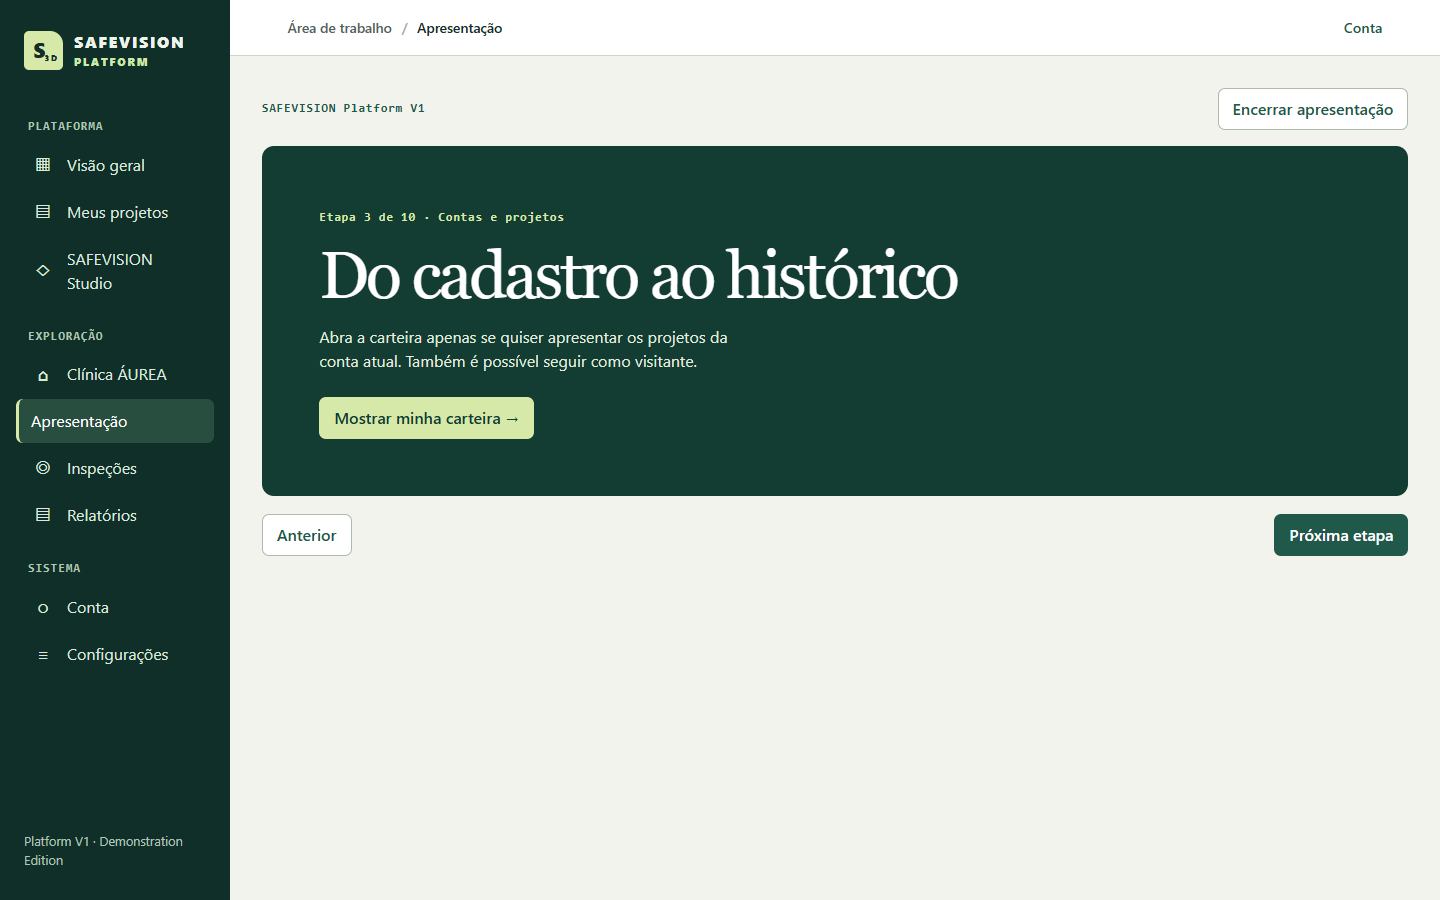 S3D
SAFEVISION
PLATFORM
PLATAFORMA
Visão geral
Meus projetos
SAFEVISION
Studio
EXPLORAÇÃO
Clínica ÁUREA
Apresentação
Inspeções
Relatórios
SISTEMA
Conta
Configurações
Platform V1 · Demonstration
Edition
Área de trabalho / Apresentação
Conta
SAFEVISION Platform V1
Encerrar apresentação
Etapa 3 de 10 · Contas e projetos
Do cadastro ao histórico
Abra a carteira apenas se quiser apresentar os projetos da
conta atual. Também é possível seguir como visitante.
Mostrar minha carteira →
Anterior
Próxima etapa